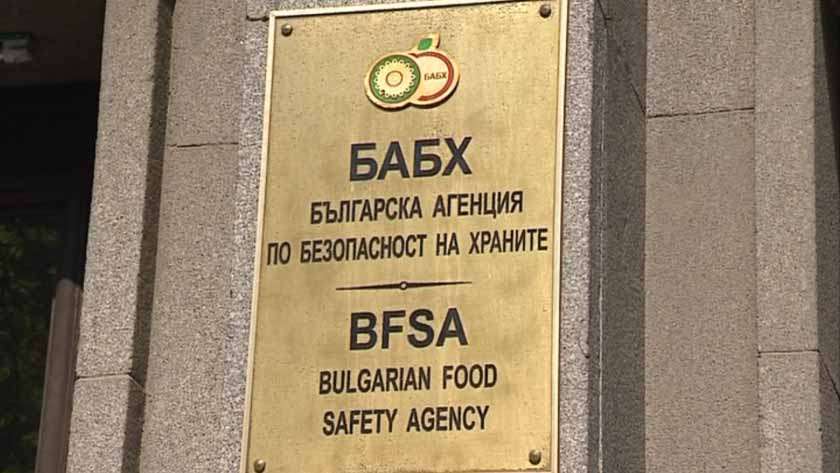 БАБХ
БАБХ
БЪЛГАРСКА АГЕНЦИЯ
ПО БЕЗОПАСНОСТ НА ХРАНИТЕ
BFSA
BULGARIAN FOOD
SAFETY AGENCY